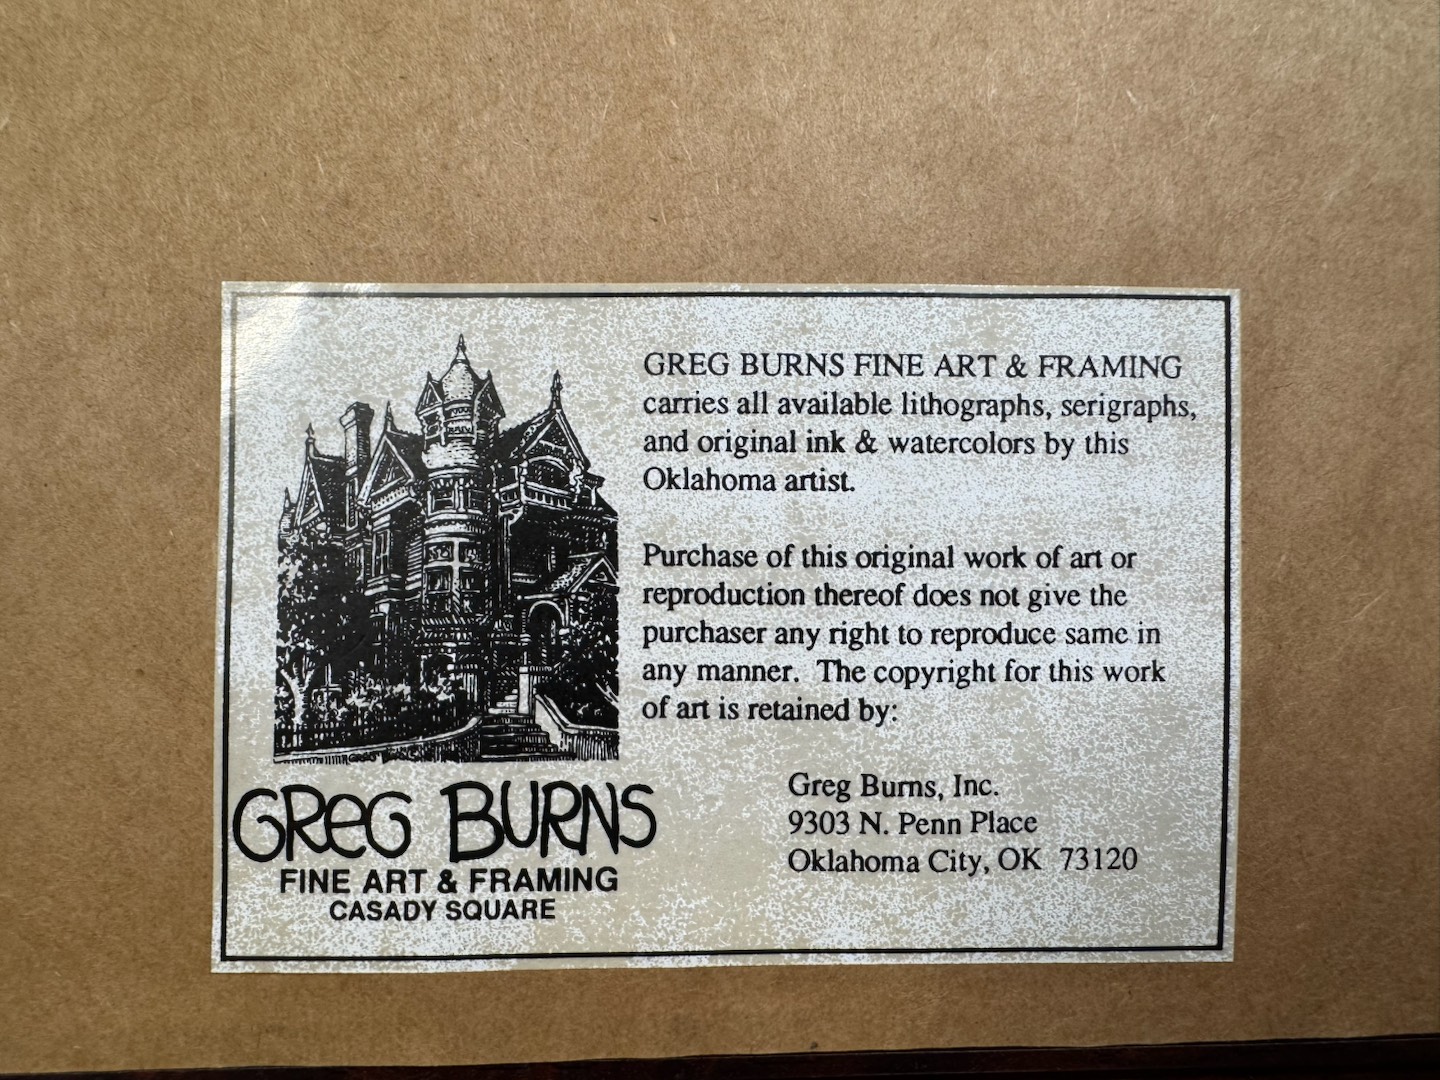 GREG BURNS FINE ART & FRAMING
carries all available lithographs, serigraphs,
and original ink & watercolors by this
Oklahoma artist.
Purchase of this original work of art or
reproduction thereof does not give the
purchaser any right to reproduce same in
any manner.  The copyright for this work
of art is retained by:
Greg Burns, Inc.
9303 N. Penn Place
Oklahoma City, OK  73120
GREG BURNS
GReG BURNS
FINE ART & FRAMING
CASADY SQUARE